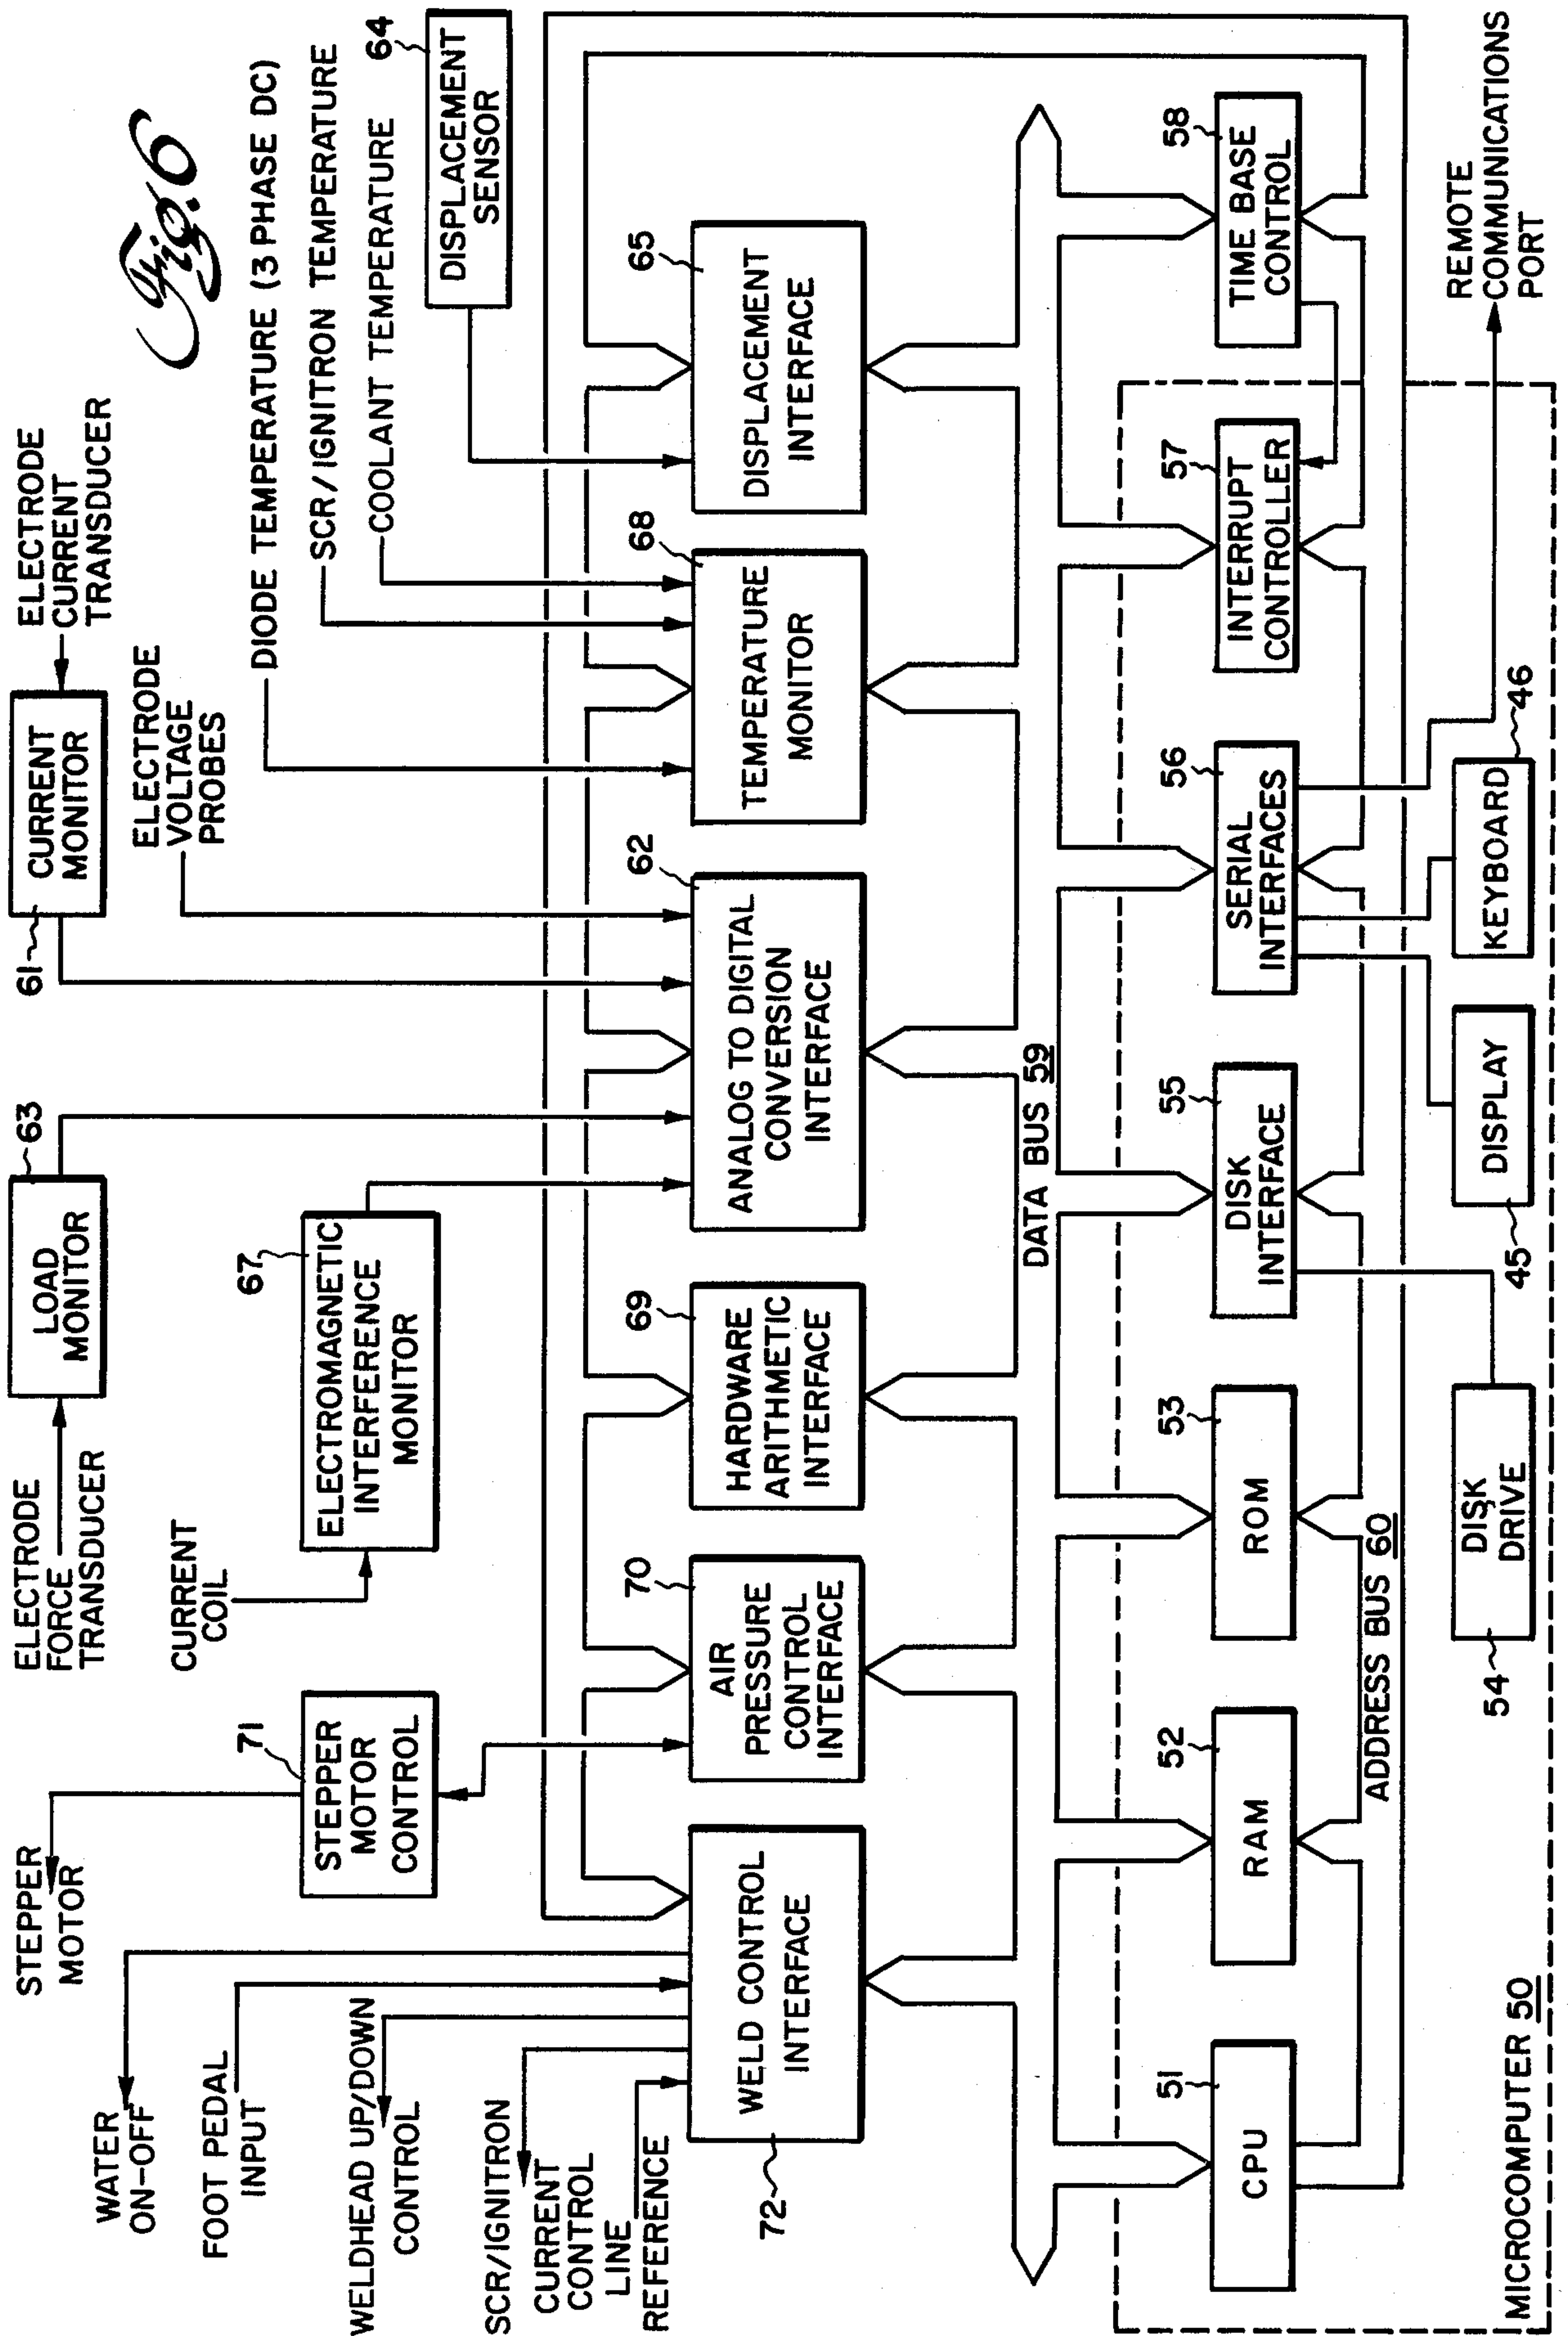 Fig. 6
STEPPER
MOTOR
ELECTRODE
FORCE
TRANSDUCER
LOAD
MONITOR
63
61
CURRENT
MONITOR
ELECTRODE
CURRENT
TRANSDUCER
WATER
ON-OFF
FOOT PEDAL
INPUT
WELDHEAD UP/DOWN
CONTROL
SCR/IGNITRON
CURRENT
CONTROL
LINE
REFERENCE
71
STEPPER
MOTOR
CONTROL
CURRENT
COIL
67
ELECTROMAGNETIC
INTERFERENCE
MONITOR
ELECTRODE
VOLTAGE
PROBES
DIODE TEMPERATURE (3 PHASE DC)
SCR/IGNITRON TEMPERATURE
COOLANT TEMPERATURE
64
DISPLACEMENT
SENSOR
72
WELD CONTROL
INTERFACE
70
AIR
PRESSURE
CONTROL
INTERFACE
69
HARDWARE
ARITHMETIC
INTERFACE
62
ANALOG TO DIGITAL
CONVERSION
INTERFACE
68
TEMPERATURE
MONITOR
65
DISPLACEMENT
INTERFACE
DATA BUS 59
51
CPU
52
RAM
53
ROM
55
DISK
INTERFACE
56
SERIAL
INTERFACES
57
INTERRUPT
CONTROLLER
58
TIME BASE
CONTROL
ADDRESS BUS 60
MICROCOMPUTER 50
54
DISK
DRIVE
45
DISPLAY
KEYBOARD
46
REMOTE
COMMUNICATIONS
PORT